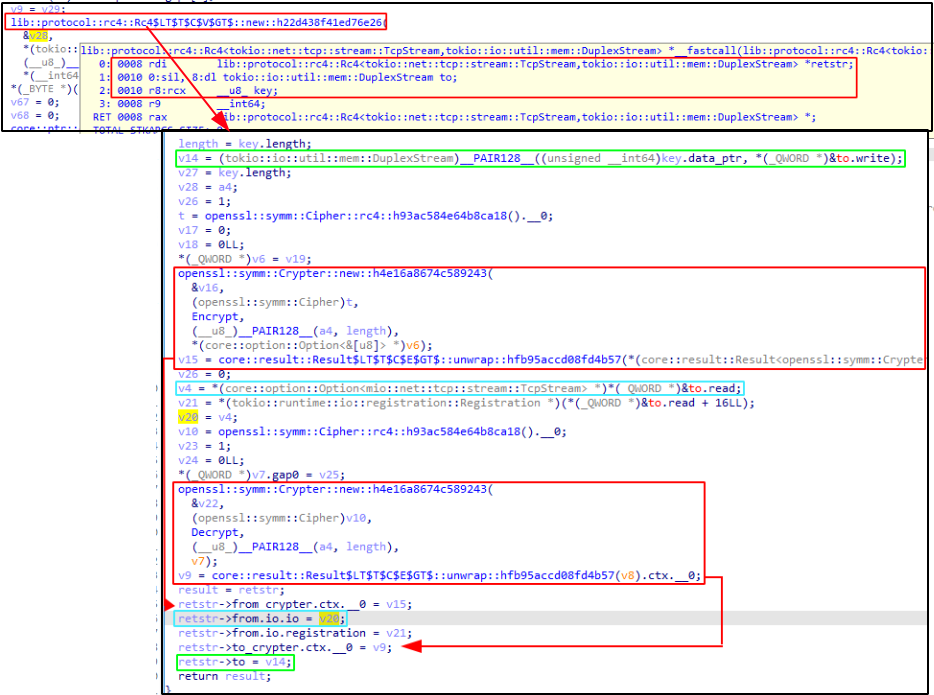 v9 = v29;
lib::protocol::rc4::Rc4$LT$T$C$V$GT$::new::h22d438f41ed76e26(
&v28,
*(tokio::
lib::protocol::rc4::Rc4<tokio::net::tcp::stream::TcpStream,tokio::io::util::mem::DuplexStream> *__fastcall(lib::protocol::rc4::Rc4<tokio:
(__u8_)__
0: 0008 rdi lib::protocol::rc4::Rc4<tokio::net::tcp::stream::TcpStream,tokio::io::util::mem::DuplexStream> *retstr;
*(__int64
1: 0010 0:sil, 8:dl tokio::io::util::mem::DuplexStream to;
*(_BYTE *)(
2: 0010 r8:rcx __u8_ key;
v67 = 0;
3: 0008 r9 __int64;
v68 = 0;
RET 0008 rax lib::protocol::rc4::Rc4<tokio::net::tcp::stream::TcpStream,tokio::io::util::mem::DuplexStream> *;
length = key.length;
v14 = (tokio::io::util::mem::DuplexStream)__PAIR128__((unsigned __int64)key.data_ptr, *(_QWORD *)&to.write);
v27 = key.length;
v28 = a4;
v26 = 1;
t = openssl::symm::Cipher::rc4::h93ac584e64b8ca18().__0;
v17 = 0;
v18 = 0LL;
*(_QWORD *)v6 = v19;
openssl::symm::Crypter::new::h4e16a8674c589243(
&v16,
(openssl::symm::Cipher)t,
Encrypt,
(__u8_)__PAIR128__(a4, length),
*(core::option::Option<&[u8]> *)v6);
v15 = core::result::Result$LT$T$C$E$GT$::unwrap::hfb95accd08fd4b57(*(core::result::Result<openssl::symm::Crypte
v26 = 0;
v4 = *(core::option::Option<mio::net::tcp::stream::TcpStream> *)*(_QWORD *)&to.read;
v21 = *(tokio::runtime::io::registration::Registration *)(*(_QWORD *)&to.read + 16LL);
v20 = v4;
v10 = openssl::symm::Cipher::rc4::h93ac584e64b8ca18().__0;
v23 = 1;
v24 = 0LL;
*(_QWORD *)v7.gap0 = v25;
openssl::symm::Crypter::new::h4e16a8674c589243(
&v22,
(openssl::symm::Cipher)v10,
Decrypt,
(__u8_)__PAIR128__(a4, length),
v7);
v9 = core::result::Result$LT$T$C$E$GT$::unwrap::hfb95accd08fd4b57(v8).ctx.__0;
result = retstr;
retstr->from_crypter.ctx.__0 = v15;
retstr->from.io.io = v20;
retstr->from.io.registration = v21;
retstr->to_crypter.ctx.__0 = v9;
retstr->to = v14;
return result;
}